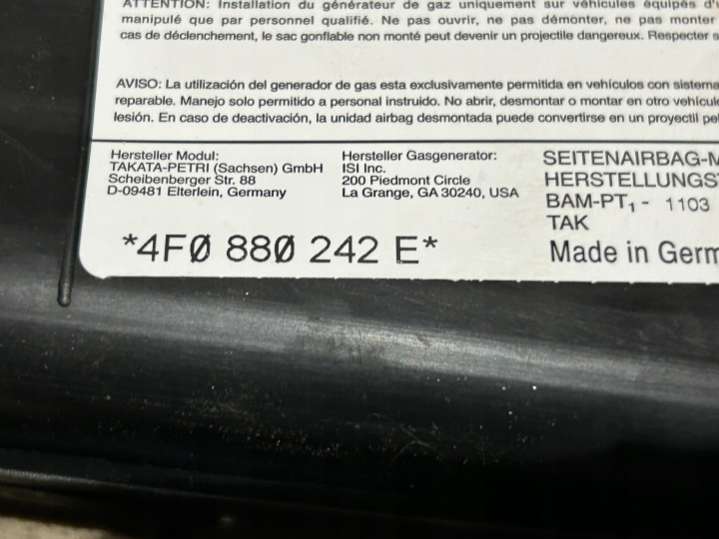 ATTENTION: Installation du générateur de gaz uniquement sur véhicules équipés
manipulé que par personnel qualifié. Ne pas ouvrir, ne pas démonter, ne pas monter
cas de déclenchement, le sac gonflable non monté peut devenir un projectile dangereux. Respecter
AVISO: La utilización del generador de gas esta exclusivamente permitida en vehículos con sistema
reparable. Manejo solo permitido a personal instruido. No abrir, desmontar o montar en otro
lesión. En caso de deactivación, la unidad airbag desmontada puede convertirse en un proyectil
Hersteller Modul:
TAKATA-PETRI (Sachsen) GmbH
Scheibenberger Str. 88
D-09481 Elterlein, Germany
Hersteller Gasgenerator:
ISI Inc.
200 Piedmont Circle
La Grange, GA 30240, USA
SEITENAIRBAG-M
HERSTELLUNGST
BAM-PT₁ - 1103
TAK
Made in Germ
*4F0 880 242 E*